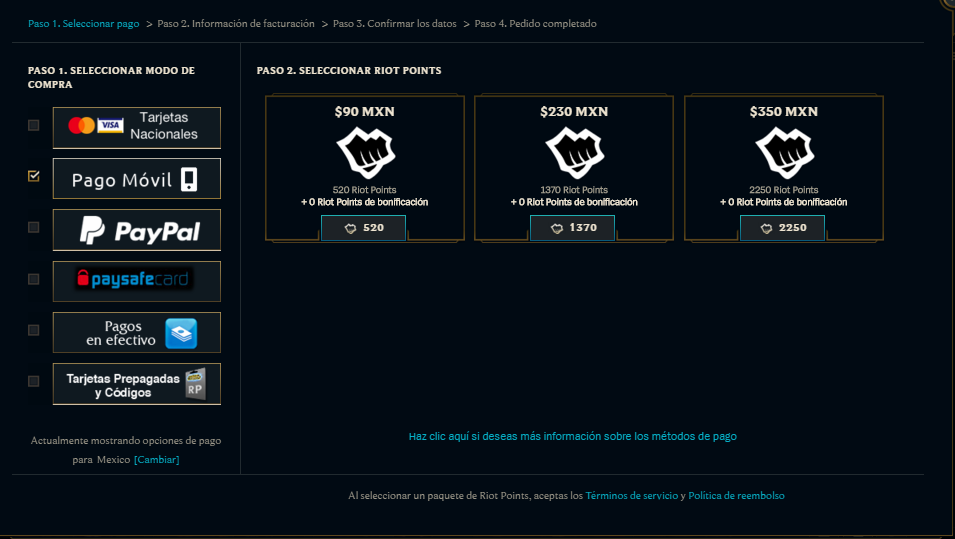 Paso 1. Seleccionar pago > Paso 2. Información de facturación > Paso 3. Confirmar los datos > Paso 4. Pedido completado
PASO 1. SELECCIONAR MODO DE
COMPRA
VISA
Tarjetas
Nacionales
Pago Móvil
PayPal
paysafecard
Pagos
en efectivo
Tarjetas Prepagadas
y Códigos
RP
Actualmente mostrando opciones de pago
para Mexico [Cambiar]
PASO 2. SELECCIONAR RIOT POINTS
$90 MXN
520 Riot Points
+ 0 Riot Points de bonificación
520
$230 MXN
1370 Riot Points
+ 0 Riot Points de bonificación
1370
$350 MXN
2250 Riot Points
+ 0 Riot Points de bonificación
2250
Haz clic aquí si deseas más información sobre los métodos de pago
Al seleccionar un paquete de Riot Points, aceptas los Términos de servicio y Política de reembolso